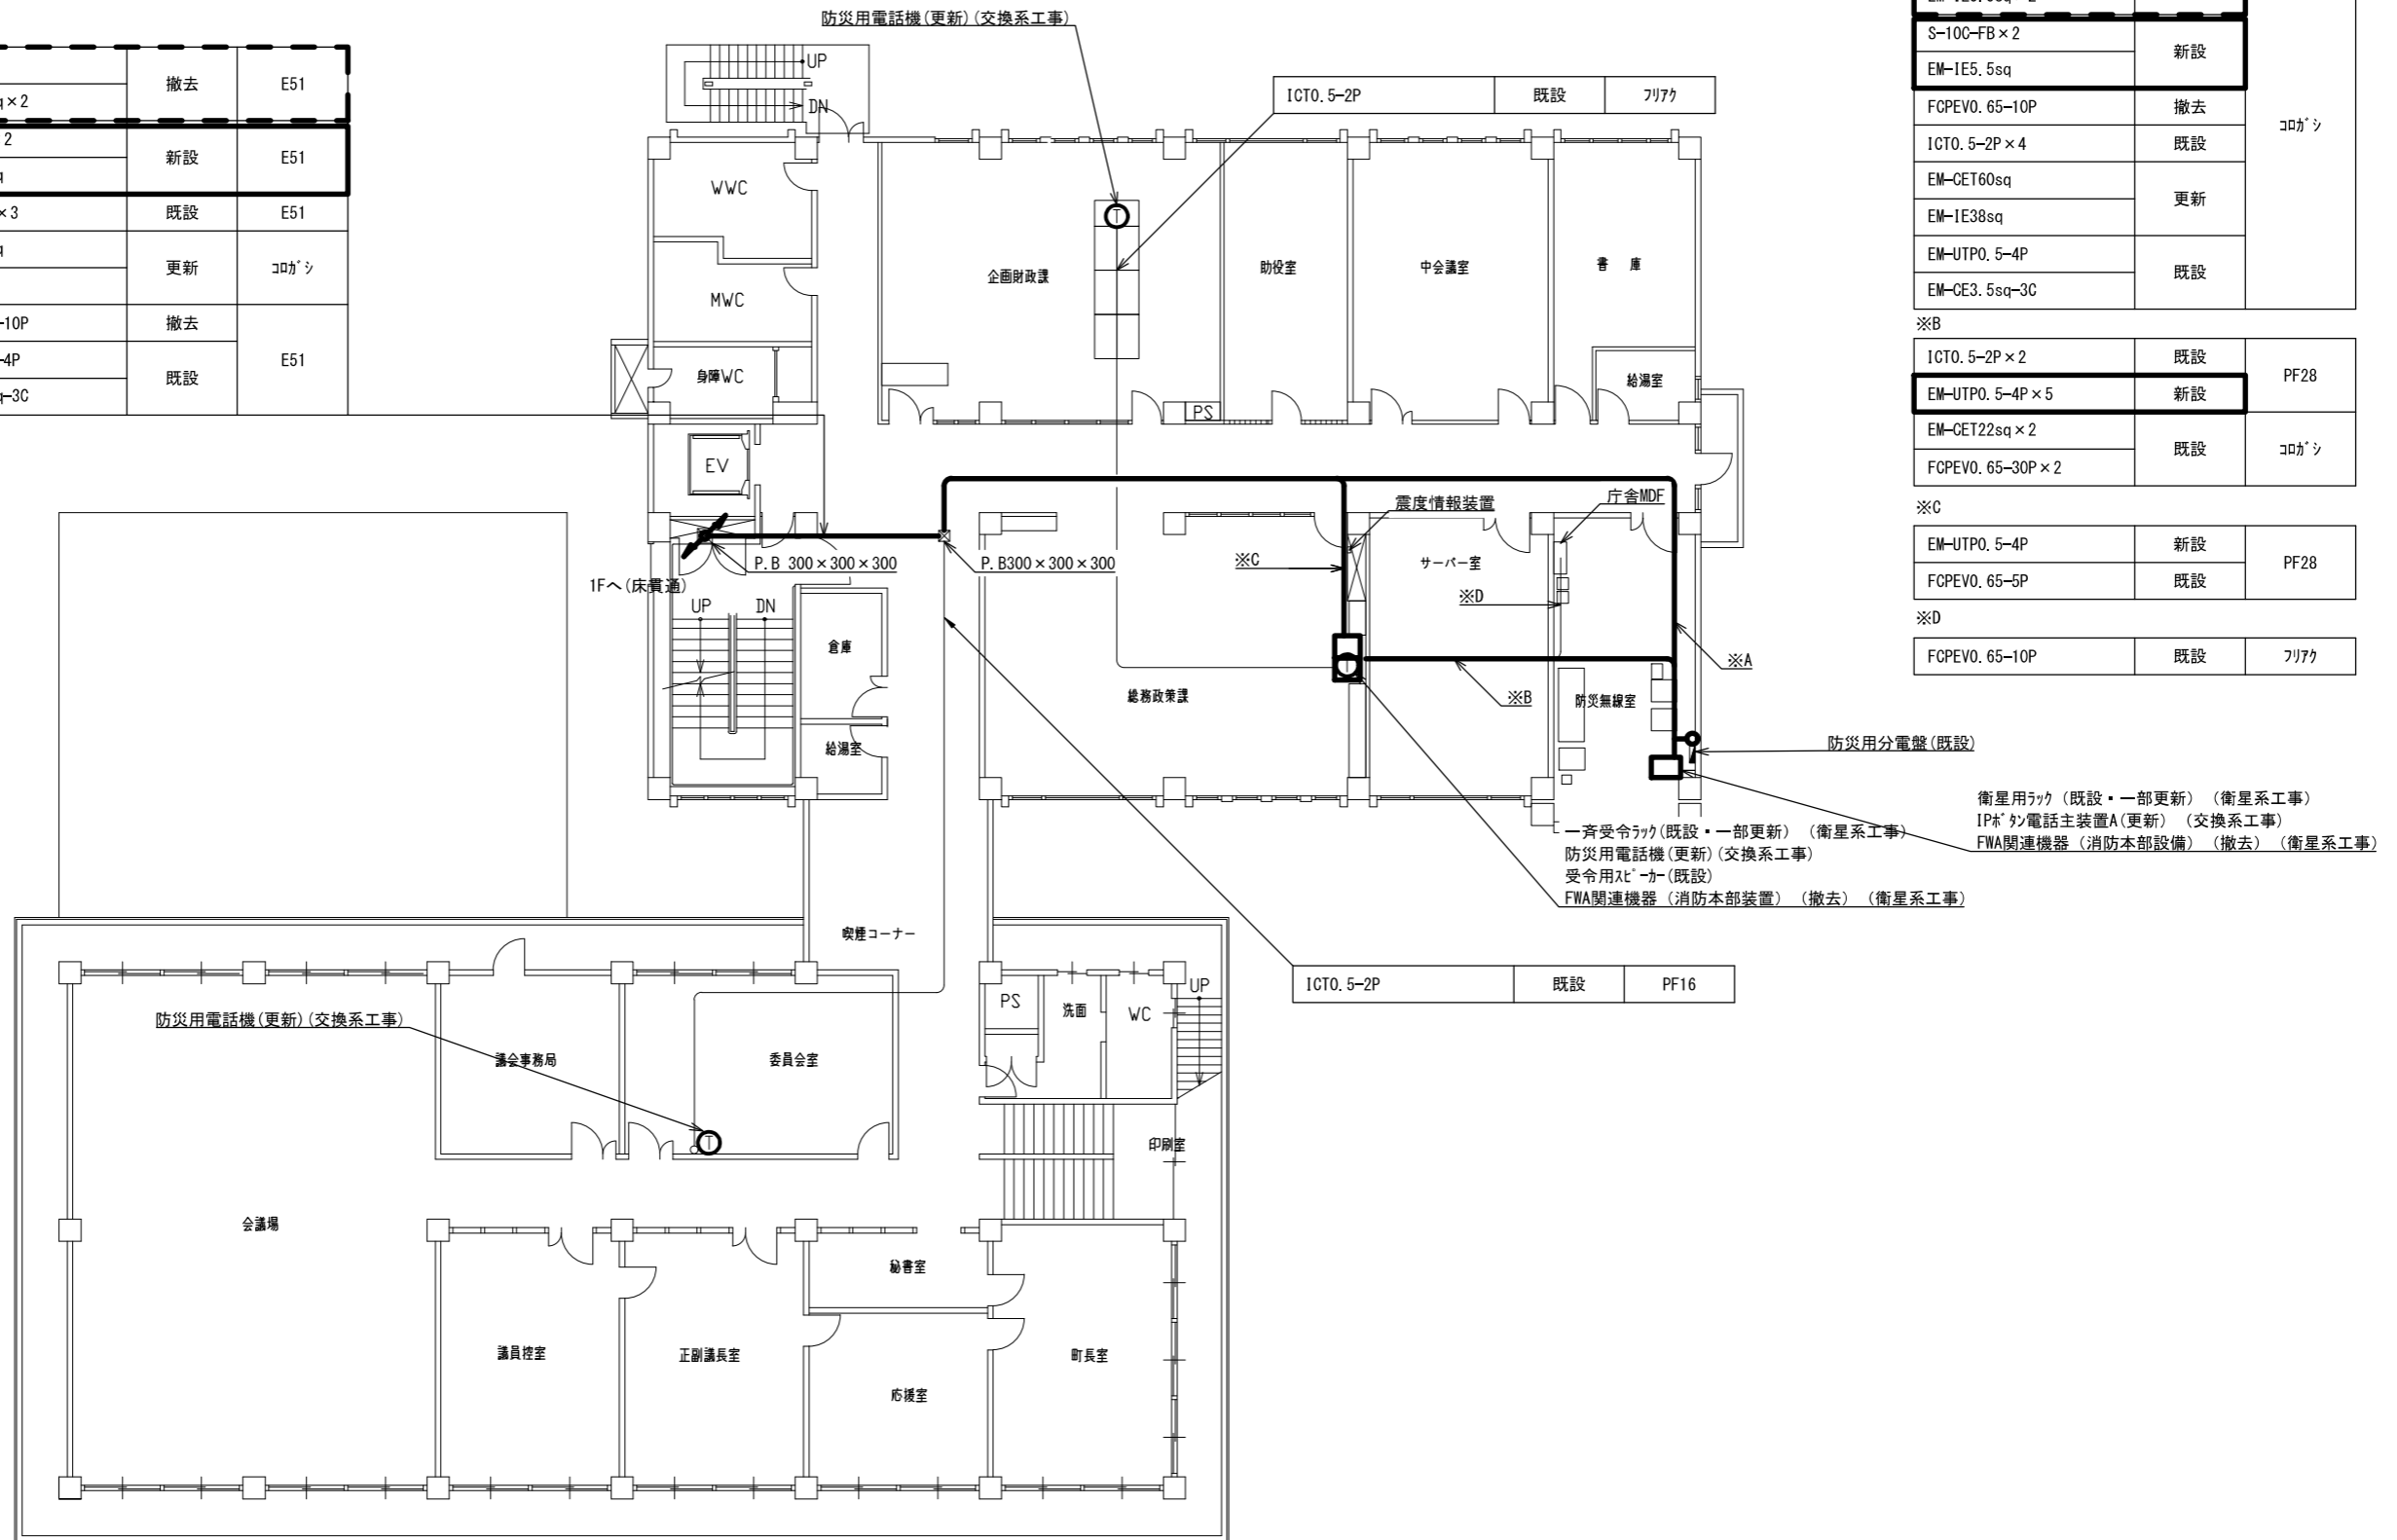 防災用電話機(更新)(交換系工事)
撤去 E51
q×2
2
新設 E51
q
×3 既設 E51
q
更新 ｺﾛｶﾞｼ
-10P 撤去
-4P
既設 E51
q-3C
UP
DN
ICT0.5-2P 既設 ﾌﾘｱｸ
S-10C-FB×2
新設
EM-IE5.5sq
FCPEV0.65-10P 撤去
ｺﾛｶﾞｼ
ICT0.5-2P×4 既設
EM-CET60sq
更新
EM-IE38sq
EM-UTP0.5-4P
既設
EM-CE3.5sq-3C
※B
ICT0.5-2P×2 既設
PF28
EM-UTP0.5-4P×5 新設
EM-CET22sq×2
既設 ｺﾛｶﾞｼ
FCPEV0.65-30P×2
※C
EM-UTP0.5-4P 新設
PF28
FCPEV0.65-5P 既設
※D
FCPEV0.65-10P 既設 ﾌﾘｱｸ
WWC
MWC
身障WC
EV
企画財政課
助役室
中会議室
書 庫
給湯室
PS
震度情報装置
庁舎MDF
P.B 300×300×300
P.B300×300×300
1Fへ(床貫通)
※C
サーバー室
※D
UP
DN
倉庫
給湯室
総務政策課
※B
※A
防災無線室
防災用分電盤(既設)
衛星用ﾗｯｸ（既設・一部更新）（衛星系工事）
IPﾎﾞﾀﾝ電話主装置A(更新）（交換系工事）
FWA関連機器（消防本部設備）（撤去）（衛星系工事）
一斉受令ﾗｯｸ(既設・一部更新）（衛星系工事）
防災用電話機(更新)(交換系工事)
受令用ｽﾋﾟｰｶｰ(既設)
FWA関連機器（消防本部装置）（撤去）（衛星系工事）
喫煙コーナー
ICT0.5-2P 既設 PF16
防災用電話機(更新)(交換系工事)
議会事務局
委員会室
PS
洗面
WC
UP
印刷室
会議場
秘書室
議員控室
正副議長室
応援室
町長室
T
T
T